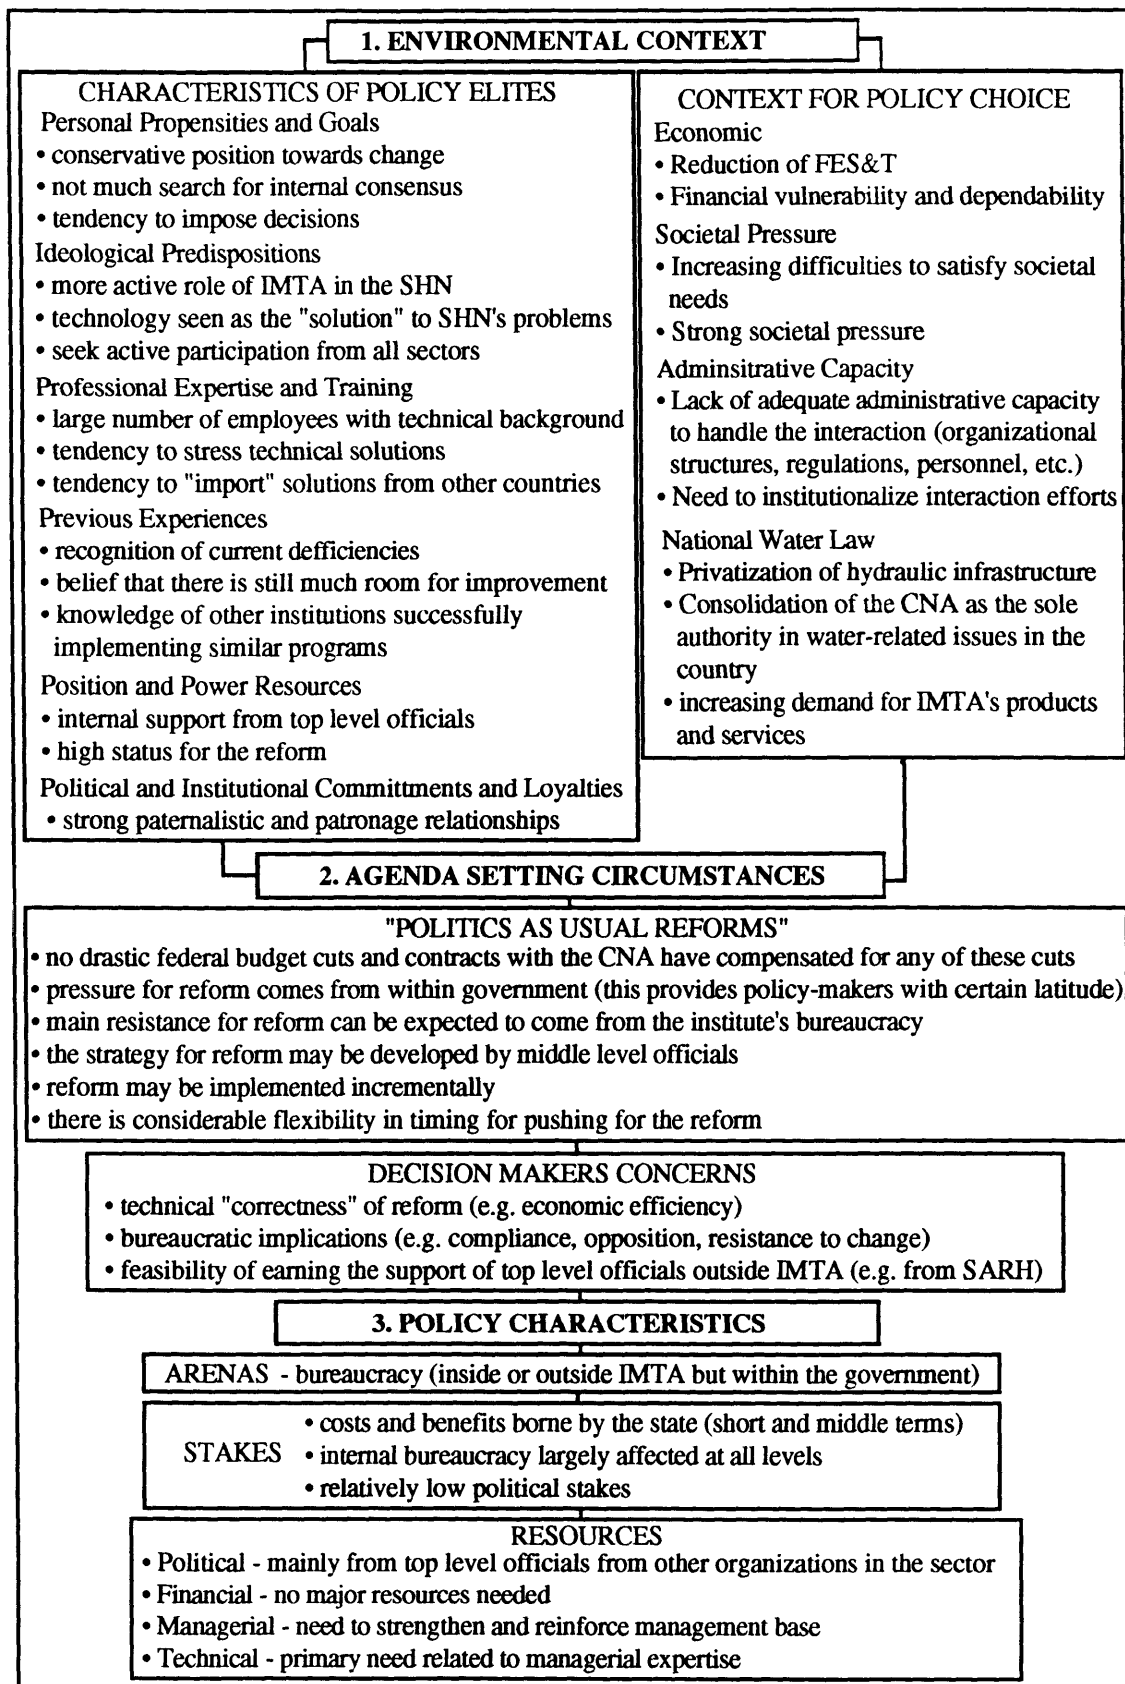 1. ENVIRONMENTAL CONTEXT
CHARACTERISTICS OF POLICY ELITES
Personal Propensities and Goals
• conservative position towards change
• not much search for internal consensus
• tendency to impose decisions
Ideological Predispositions
• more active role of IMTA in the SHN
• technology seen as the "solution" to SHN's problems
• seek active participation from all sectors
Professional Expertise and Training
• large number of employees with technical background
• tendency to stress technical solutions
• tendency to "import" solutions from other countries
Previous Experiences
• recognition of current defficiencies
• belief that there is still much room for improvement
• knowledge of other institutions successfully
implementing similar programs
Position and Power Resources
• internal support from top level officials
• high status for the reform
Political and Institutional Committments and Loyalties
• strong paternalistic and patronage relationships
CONTEXT FOR POLICY CHOICE
Economic
• Reduction of FES&T
• Financial vulnerability and dependability
Societal Pressure
• Increasing difficulties to satisfy societal
needs
• Strong societal pressure
Adminsitrative Capacity
• Lack of adequate administrative capacity
to handle the interaction (organizational
structures, regulations, personnel, etc.)
• Need to institutionalize interaction efforts
National Water Law
• Privatization of hydraulic infrastructure
• Consolidation of the CNA as the sole
authority in water-related issues in the
country
• increasing demand for IMTA's products
and services
2. AGENDA SETTING CIRCUMSTANCES
"POLITICS AS USUAL REFORMS"
• no drastic federal budget cuts and contracts with the CNA have compensated for any of these cuts
• pressure for reform comes from within government (this provides policy-makers with certain latitude)
• main resistance for reform can be expected to come from the institute's bureaucracy
• the strategy for reform may be developed by middle level officials
• reform may be implemented incrementally
• there is considerable flexibility in timing for pushing for the reform
DECISION MAKERS CONCERNS
• technical "correctness" of reform (e.g. economic efficiency)
• bureaucratic implications (e.g. compliance, opposition, resistance to change)
• feasibility of earning the support of top level officials outside IMTA (e.g. from SARH)
3. POLICY CHARACTERISTICS
ARENAS - bureaucracy (inside or outside IMTA but within the government)
STAKES
• costs and benefits borne by the state (short and middle terms)
• internal bureaucracy largely affected at all levels
• relatively low political stakes
RESOURCES
• Political - mainly from top level officials from other organizations in the sector
• Financial - no major resources needed
• Managerial - need to strengthen and reinforce management base
• Technical - primary need related to managerial expertise